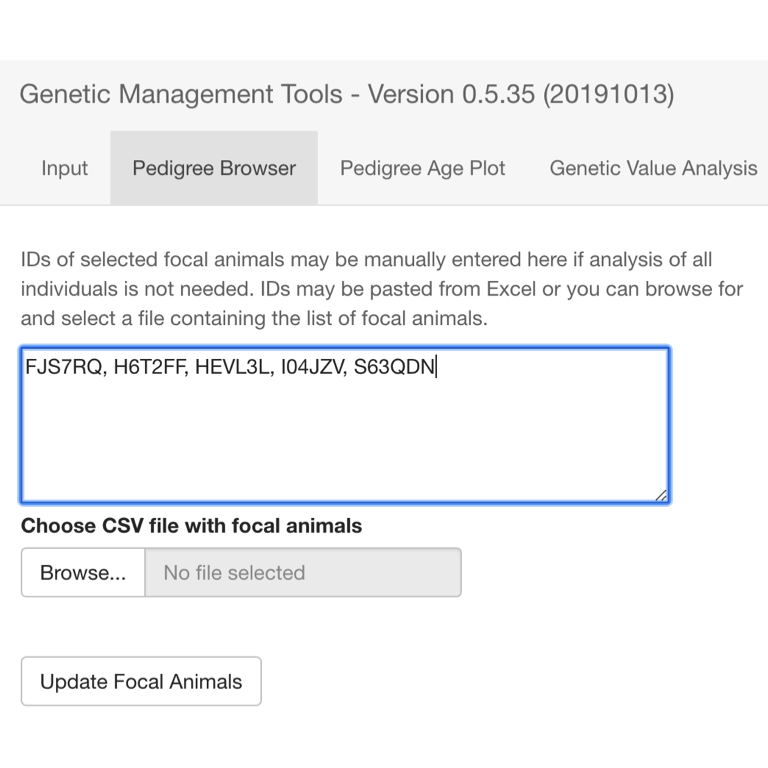 Genetic Management Tools - Version 0.5.35 (20191013)
Input Pedigree Browser Pedigree Age Plot Genetic Value Analysis
IDs of selected focal animals may be manually entered here if analysis of all
individuals is not needed. IDs may be pasted from Excel or you can browse for
and select a file containing the list of focal animals.
FJS7RQ, H6T2FF, HEVL3L, I04JZV, S63QDN
Choose CSV file with focal animals
Browse... No file selected
Update Focal Animals